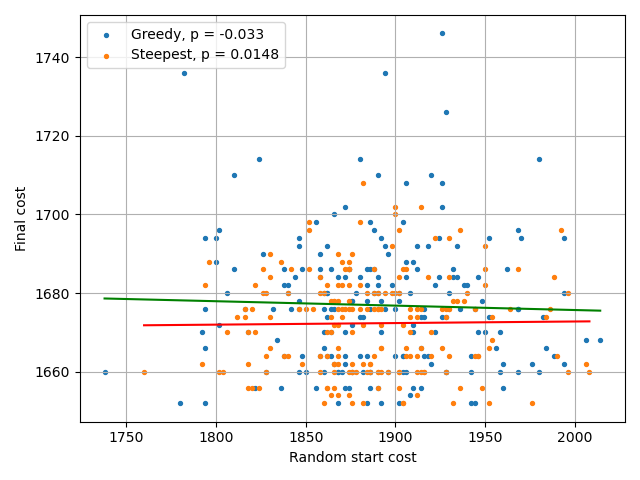 Greedy, p = -0.033
Steepest, p = 0.0148
Final cost
1740
1720
1700
1680
1660
1750
1800
1850
1900
1950
2000
Random start cost